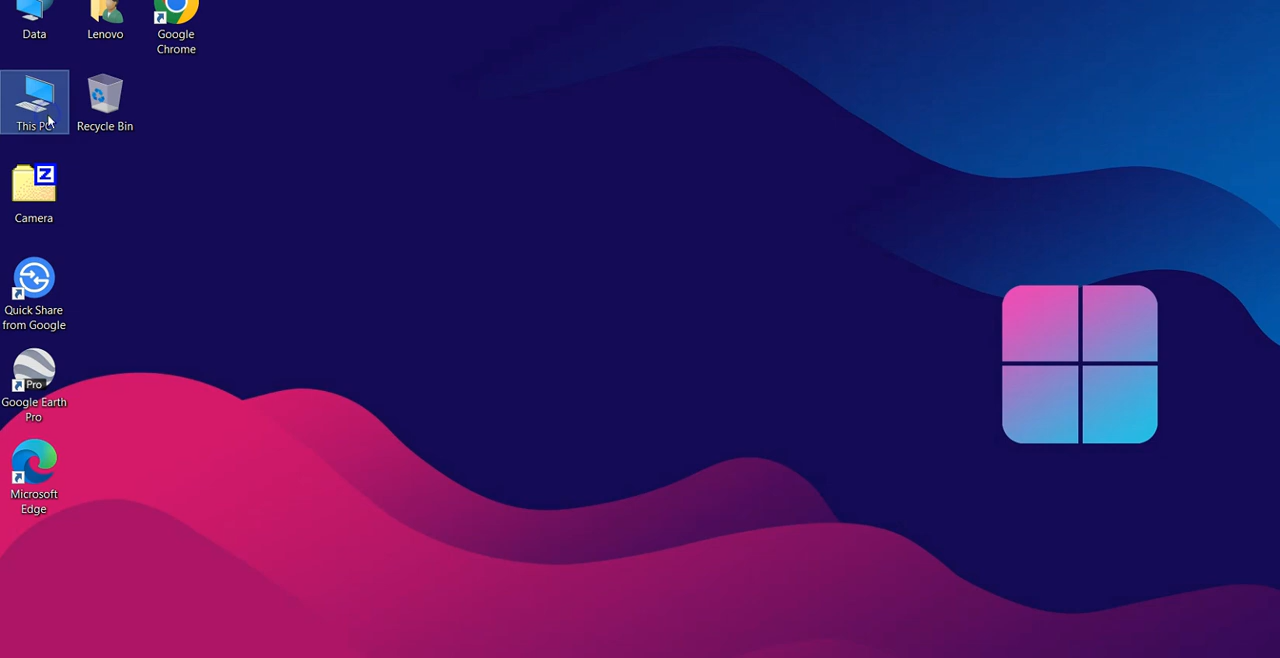 Data
Lenovo
Google
Chrome
This PC
Recycle Bin
Z
Camera
Quick Share
from Google
Pro
Google Earth
Pro
Microsoft
Edge